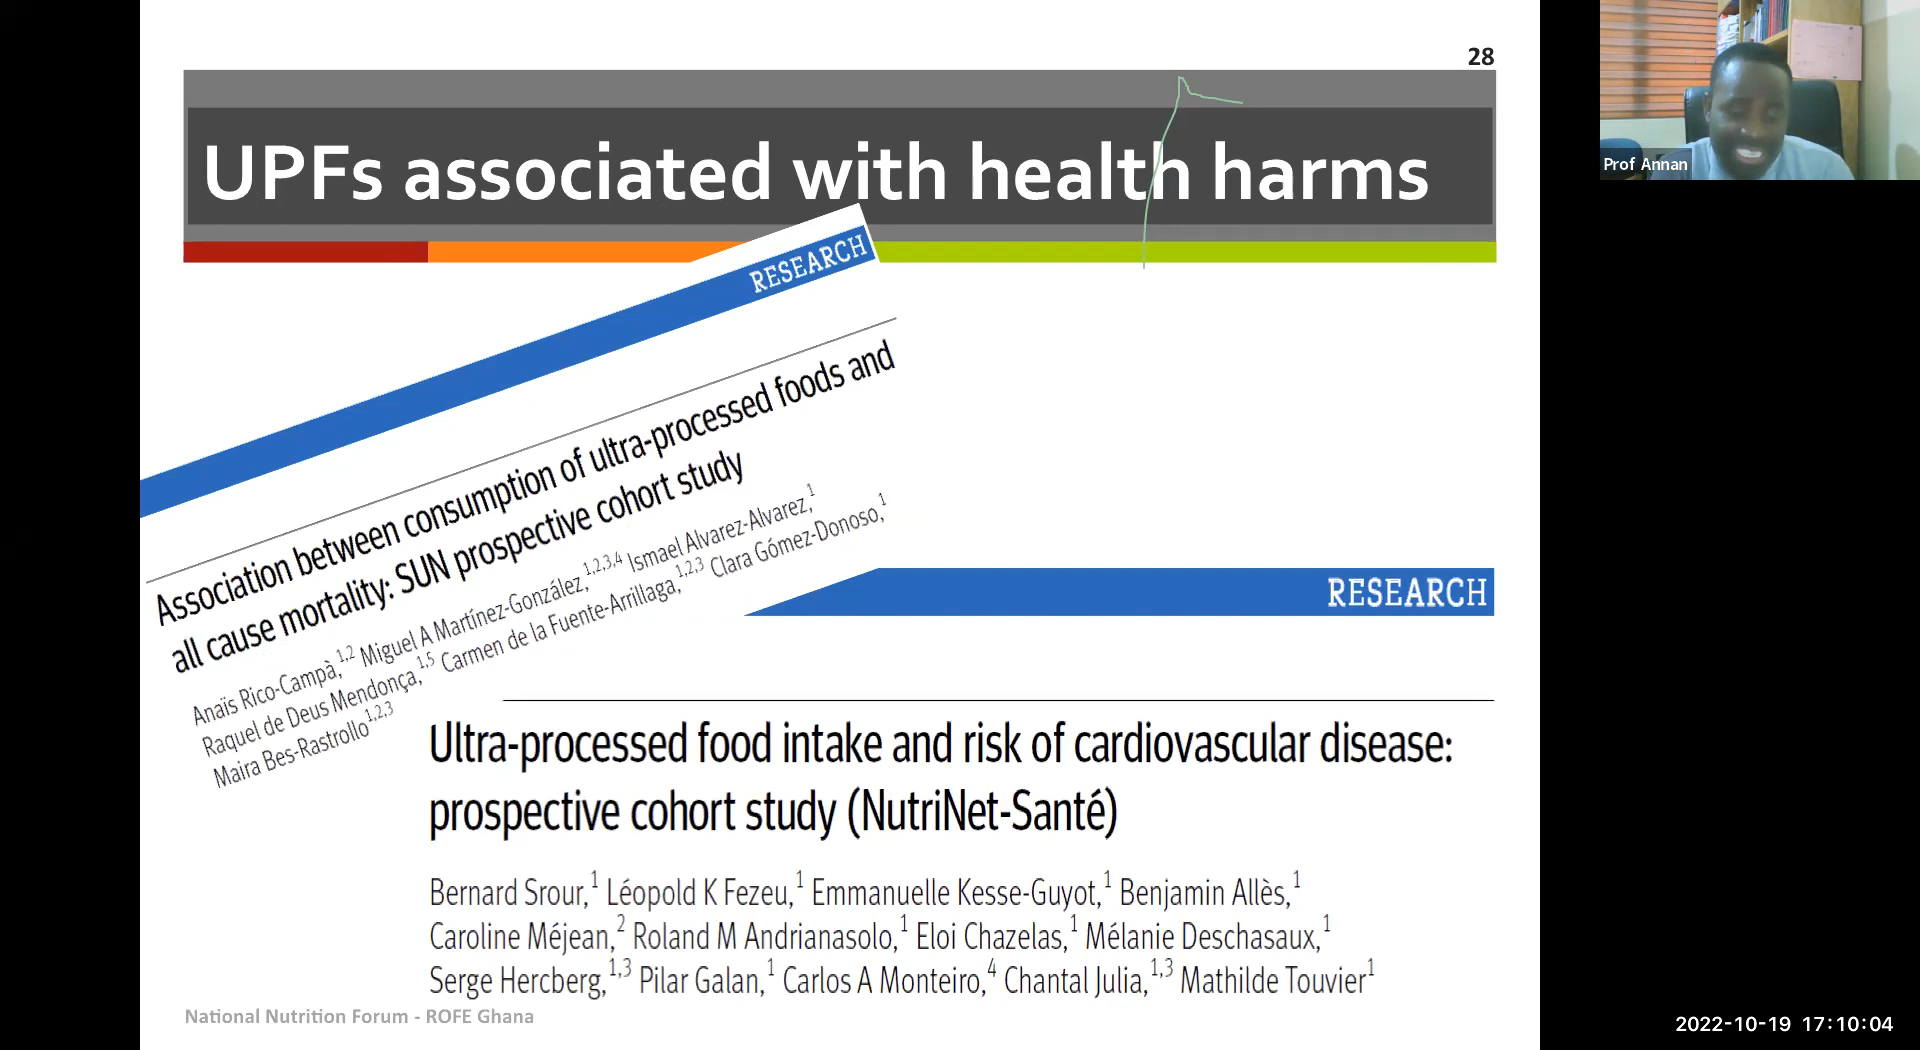 28
UPFs associated with health harms
Prof Annan
RESEARCH
Association between consumption of ultra-processed foods and
all cause mortality: SUN prospective cohort study
Anaïs Rico-Campà,1,2 Miguel A Martínez-González,1,2,3,4 Ismael Alvarez-Alvarez,1
Raquel de Deus Mendonça,1,5 Carmen de la Fuente-Arrillaga,1,2,3 Clara Gómez-Donoso,1
Maira Bes-Rastrollo1,2,3
RESEARCH
Ultra-processed food intake and risk of cardiovascular disease:
prospective cohort study (NutriNet-Santé)
Bernard Srour,1 Léopold K Fezeu,1 Emmanuelle Kesse-Guyot,1 Benjamin Allès,1
Caroline Méjean,2 Roland M Andrianasolo,1 Eloi Chazelas,1 Mélanie Deschasaux,1
Serge Hercberg,1,3 Pilar Galan,1 Carlos A Monteiro,4 Chantal Julia,1,3 Mathilde Touvier1
National Nutrition Forum - ROFE Ghana
2022-10-19 17:10:04